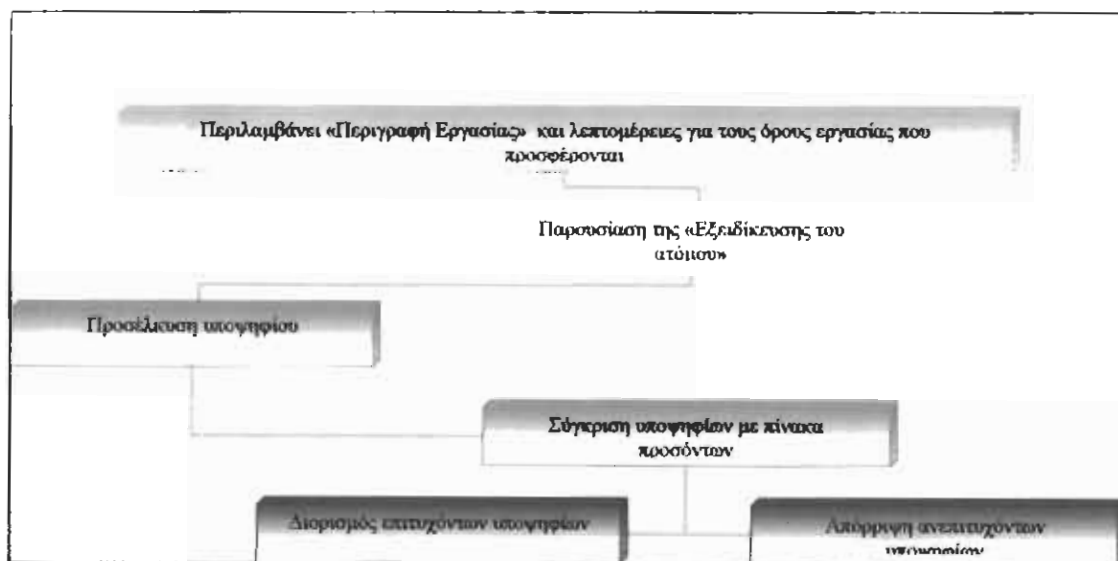 Περιλαμβάνει «Περιγραφή Εργασίας» και λεπτομέρειες για τους όρους εργασίας που
προσφέρονται
Παρουσίαση της «Εξειδίκευσης του
ατόμου»
Προσέλκυση υποψηφίου
Σύγκριση υποψηφίων με πίνακα
προσόντων
Διορισμός επιτυχόντων υποψηφίων
Απόρριψη ανεπιτυχόντων
υποψηφίων